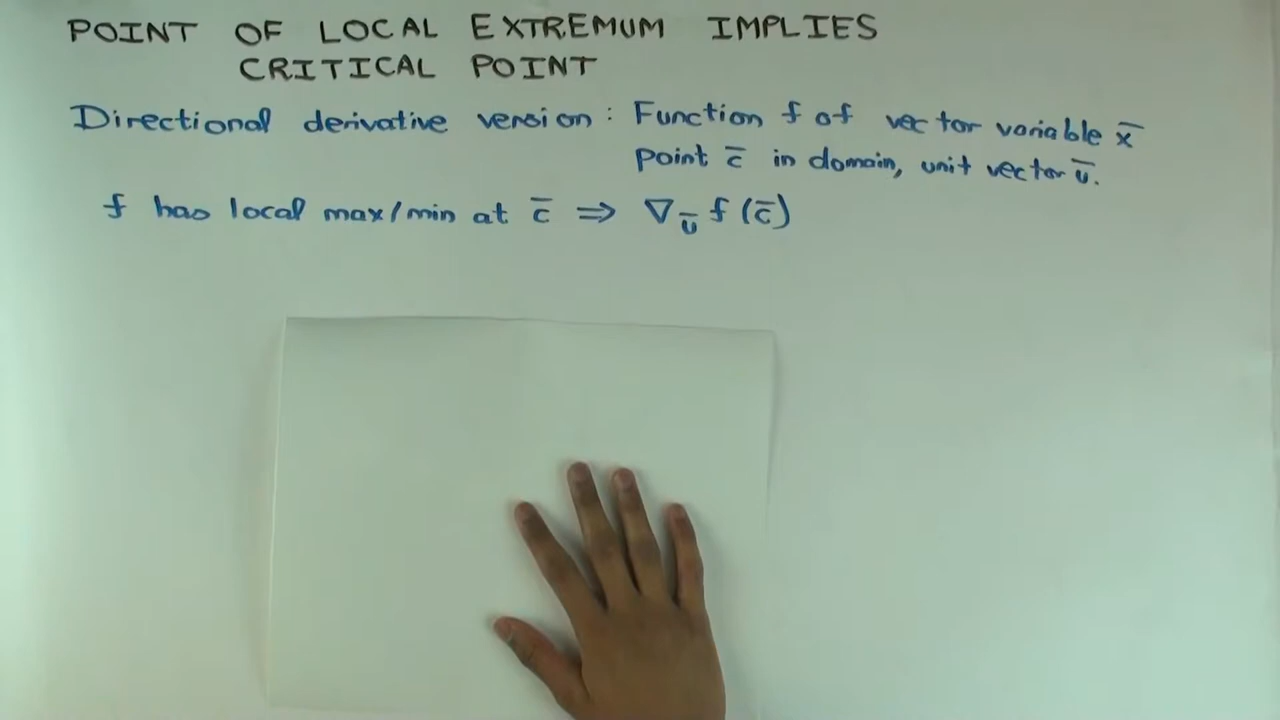 POINT OF LOCAL EXTREMUM IMPLIES
CRITICAL POINT
Directional derivative version: Function f of vector variable x̅
point c̅ in domain, unit vector u̅.
f has local max/min at c̅ ⇒ ∇u̅ f(c̅)